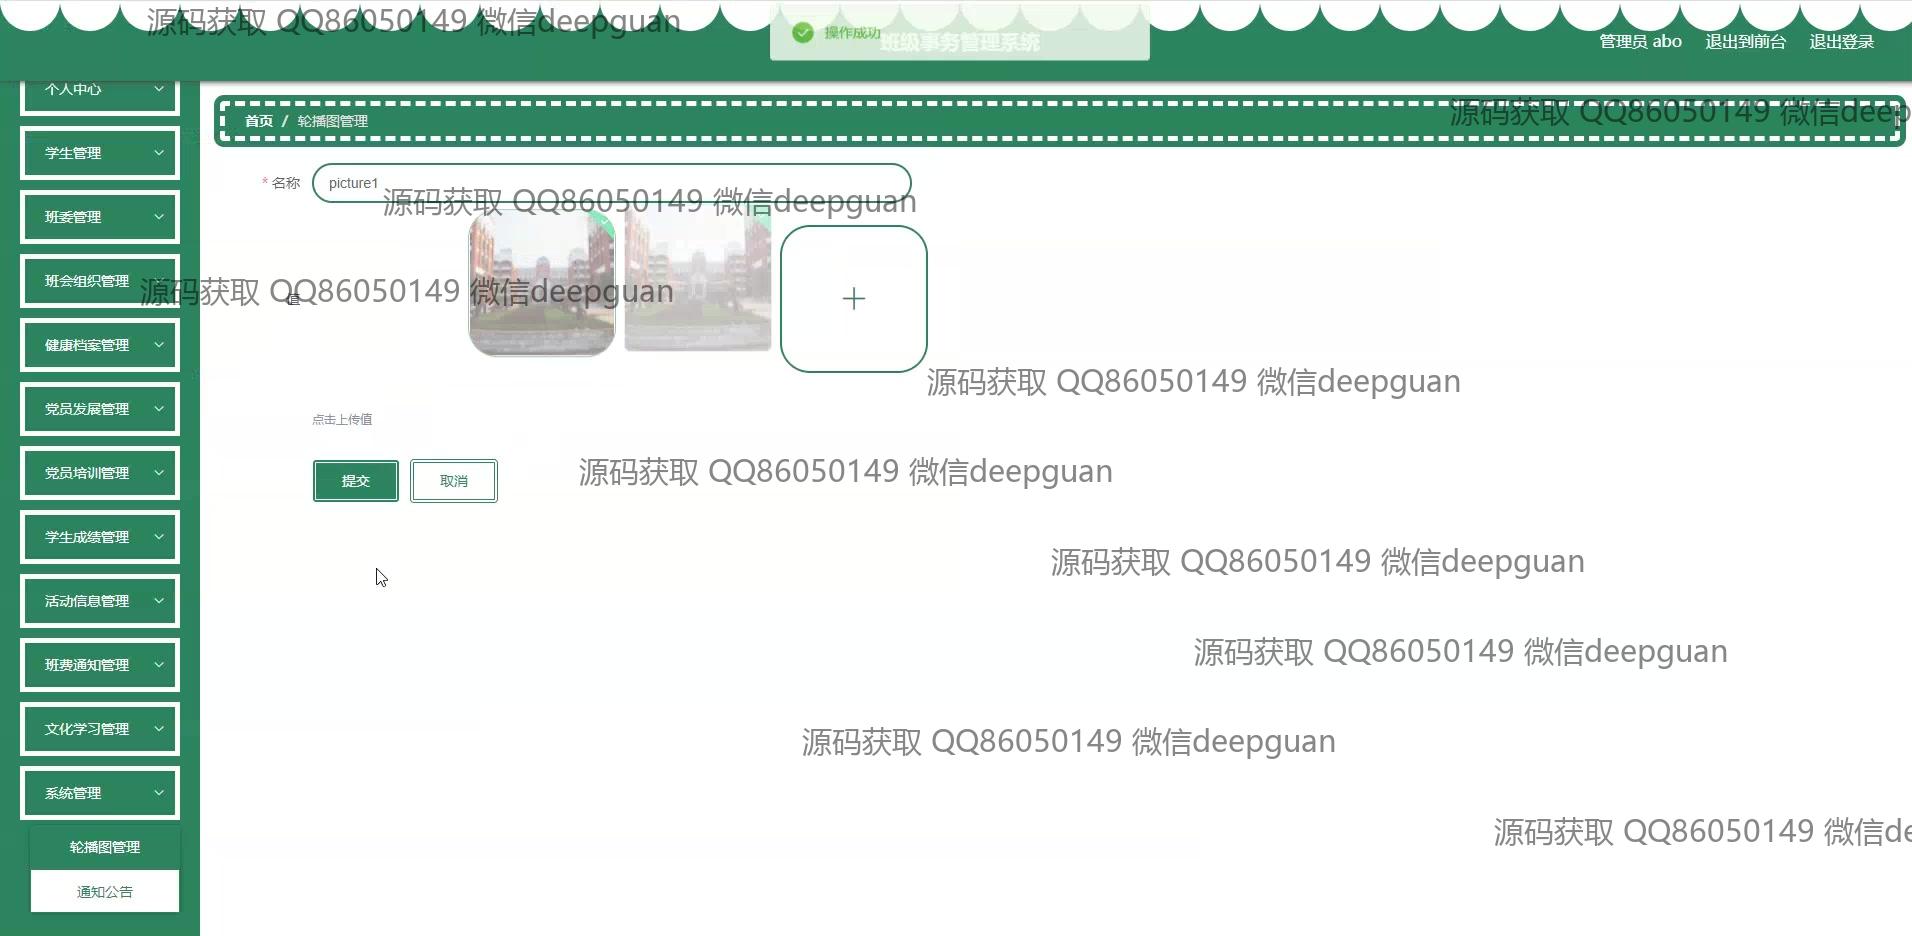 源码获取 QQ86050149 微信deepguan
操作成功
班级事务管理系统
管理员 abo
退出到前台
退出登录
个人中心
首页 / 轮播图管理
源码获取 QQ86050149 微信deep
学生管理
* 名称
picture1
源码获取 QQ86050149 微信deepguan
班委管理
班会组织管理
源码获取 QQ86050149 微信deepguan
值
健康档案管理
源码获取 QQ86050149 微信deepguan
党员发展管理
点击上传值
党员培训管理
提交
取消
源码获取 QQ86050149 微信deepguan
学生成绩管理
源码获取 QQ86050149 微信deepguan
活动信息管理
班费通知管理
源码获取 QQ86050149 微信deepguan
文化学习管理
源码获取 QQ86050149 微信deepguan
系统管理
源码获取 QQ86050149 微信de
轮播图管理
通知公告